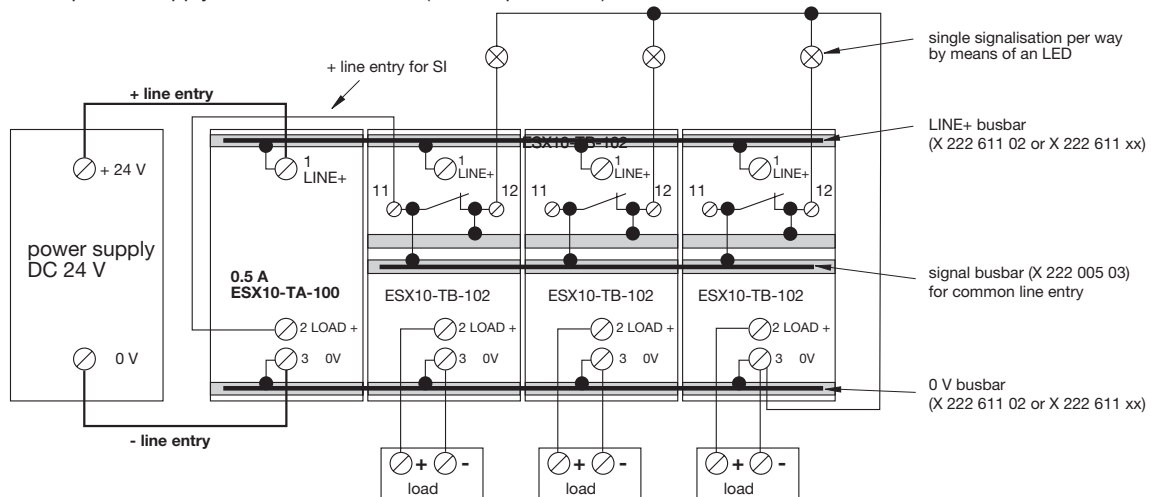 single signalisation per way
by means of an LED
+ line entry for SI
+ line entry
LINE+ busbar
(X 222 611 02 or X 222 611 xx)
ESX10-TB-102
+ 24 V
1
LINE+
1
LINE+
1
LINE+
1
LINE+
11
12
11
12
11
12
power supply
DC 24 V
0.5 A
ESX10-TA-100
signal busbar (X 222 005 03)
for common line entry
ESX10-TB-102
ESX10-TB-102
ESX10-TB-102
2 LOAD +
2 LOAD +
2 LOAD +
2 LOAD +
0 V
3 0V
3 0V
3 0V
3 0V
0 V busbar
(X 222 611 02 or X 222 611 xx)
- line entry
+ -
+ -
+ -
load
load
load